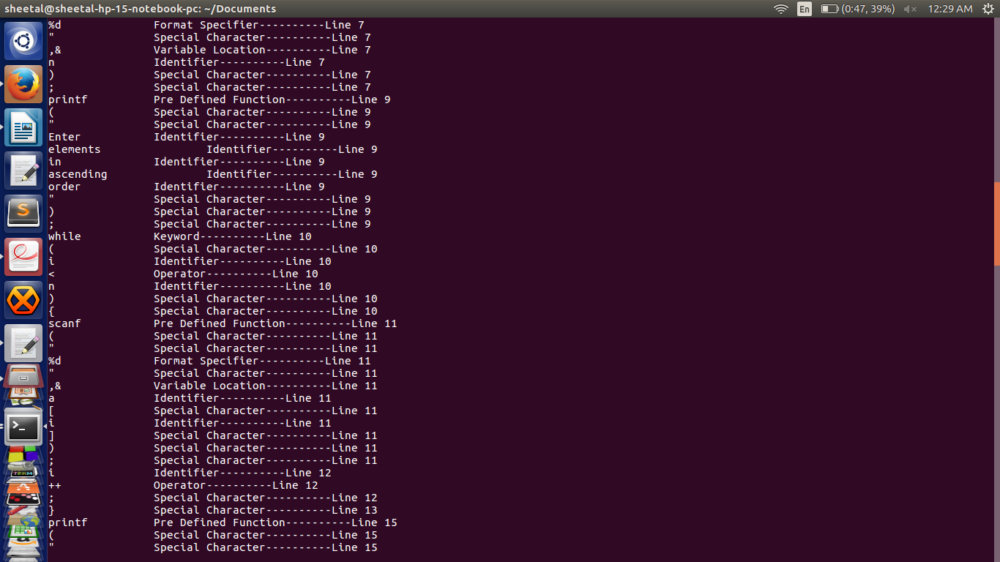 sheetal@sheetal-hp-15-notebook-pc: ~/Documents En (0:47, 39%) 12:29 AM
%d Format Specifier----------Line 7
" Special Character----------Line 7
,& Variable Location----------Line 7
n Identifier----------Line 7
) Special Character----------Line 7
; Special Character----------Line 7
printf Pre Defined Function----------Line 9
( Special Character----------Line 9
" Special Character----------Line 9
Enter Identifier----------Line 9
elements Identifier----------Line 9
in Identifier----------Line 9
ascending Identifier----------Line 9
order Identifier----------Line 9
" Special Character----------Line 9
) Special Character----------Line 9
; Special Character----------Line 9
while Keyword----------Line 10
( Special Character----------Line 10
i Identifier----------Line 10
< Operator----------Line 10
n Identifier----------Line 10
) Special Character----------Line 10
{ Special Character----------Line 10
scanf Pre Defined Function----------Line 11
( Special Character----------Line 11
" Special Character----------Line 11
%d Format Specifier----------Line 11
" Special Character----------Line 11
,& Variable Location----------Line 11
a Identifier----------Line 11
[ Special Character----------Line 11
i Identifier----------Line 11
] Special Character----------Line 11
) Special Character----------Line 11
; Special Character----------Line 11
i Identifier----------Line 12
++ Operator----------Line 12
; Special Character----------Line 12
} Special Character----------Line 13
printf Pre Defined Function----------Line 15
( Special Character----------Line 15
" Special Character----------Line 15
S
>_
TERM
A
a